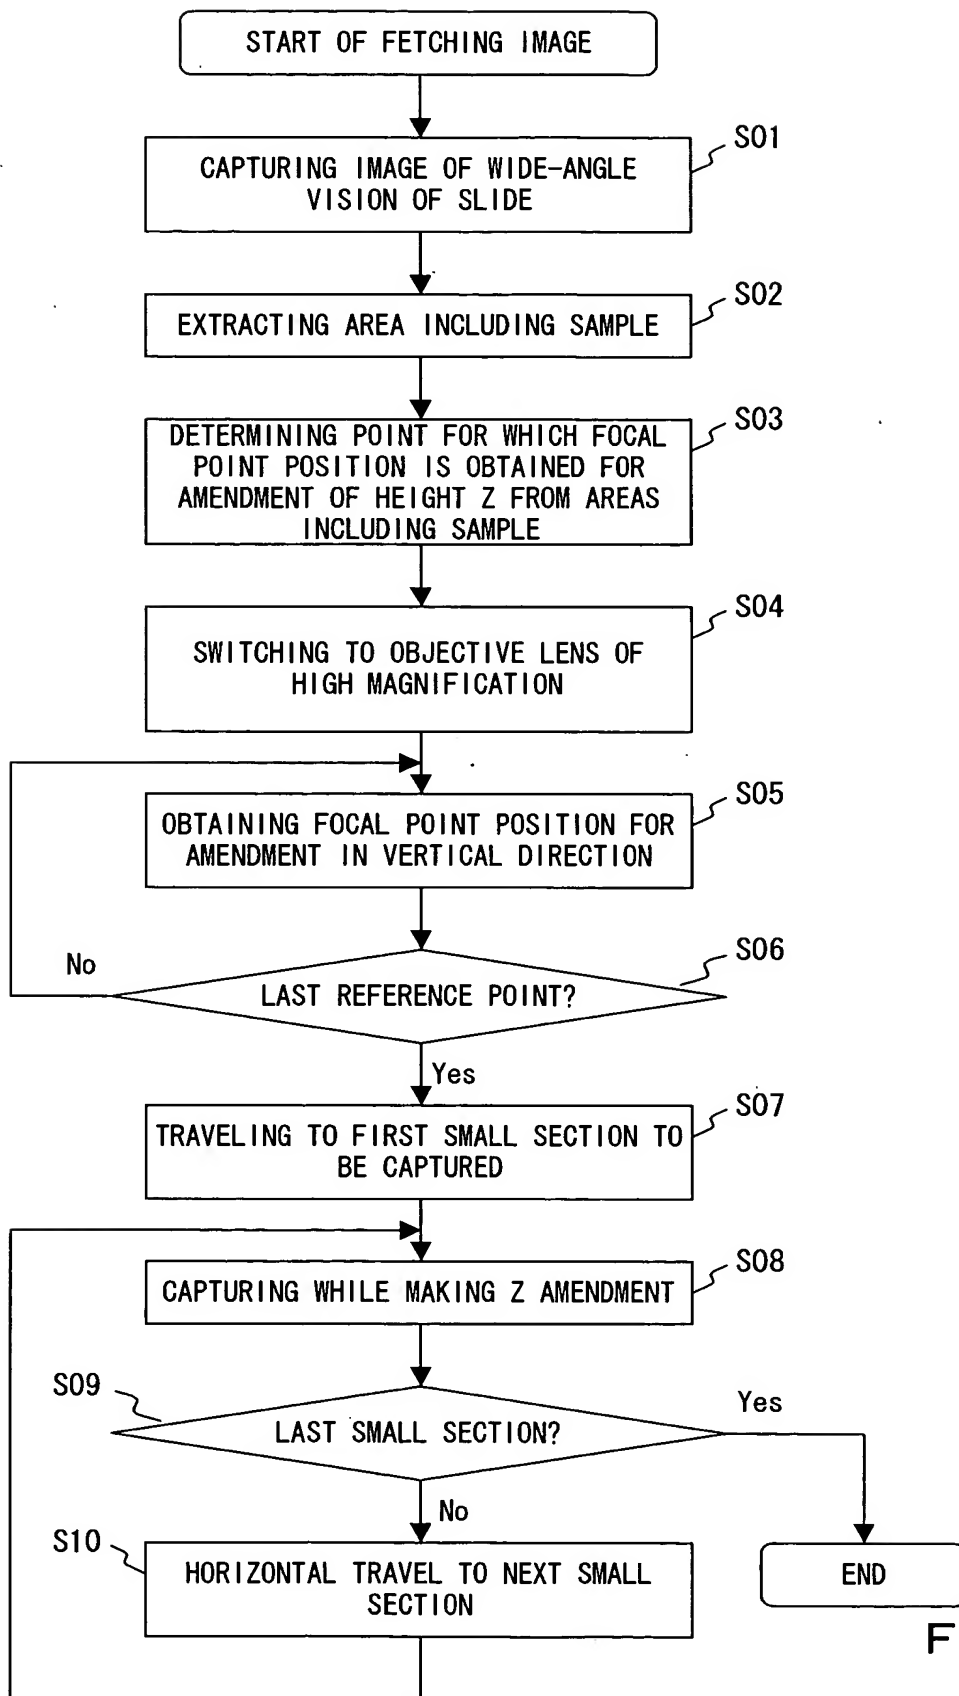 START OF FETCHING IMAGE
S01
CAPTURING IMAGE OF WIDE-ANGLE
VISION OF SLIDE
S02
EXTRACTING AREA INCLUDING SAMPLE
S03
DETERMINING POINT FOR WHICH FOCAL
POINT POSITION IS OBTAINED FOR
AMENDMENT OF HEIGHT Z FROM AREAS
INCLUDING SAMPLE
S04
SWITCHING TO OBJECTIVE LENS OF
HIGH MAGNIFICATION
S05
OBTAINING FOCAL POINT POSITION FOR
AMENDMENT IN VERTICAL DIRECTION
S06
No
LAST REFERENCE POINT?
Yes
S07
TRAVELING TO FIRST SMALL SECTION TO
BE CAPTURED
S08
CAPTURING WHILE MAKING Z AMENDMENT
S09
Yes
LAST SMALL SECTION?
No
S10
HORIZONTAL TRAVEL TO NEXT SMALL
SECTION
END
F